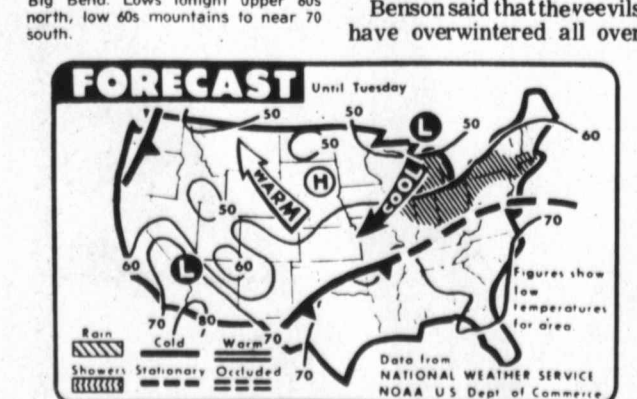 Big Bend. Lows tonight upper 60s
north, low 60s mountains to near 70
south.
Benson said that theveevils
have overwintered all over
FORECAST Until Tuesday
50
50
50
60
L
50
WARM
H
COOL
50
70
60
L
60
Figures show
low
temperatures
for area.
70
80
70
70
Rain
Cold
Warm
Showers
Stationary
Occluded
Data from
NATIONAL WEATHER SERVICE
NOAA US Dept of Commerce